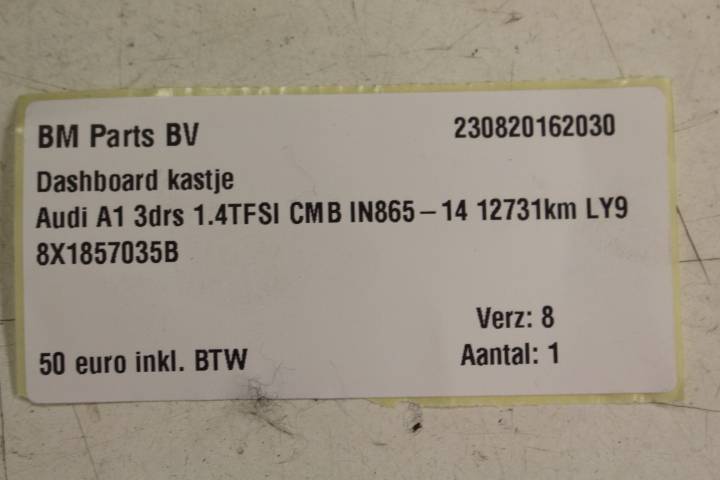 BM Parts BV 230820162030
Dashboard kastje
Audi A1 3drs 1.4TFSI CMB IN865-14 12731km LY9
8X1857035B
Verz: 8
50 euro inkl. BTW Aantal: 1